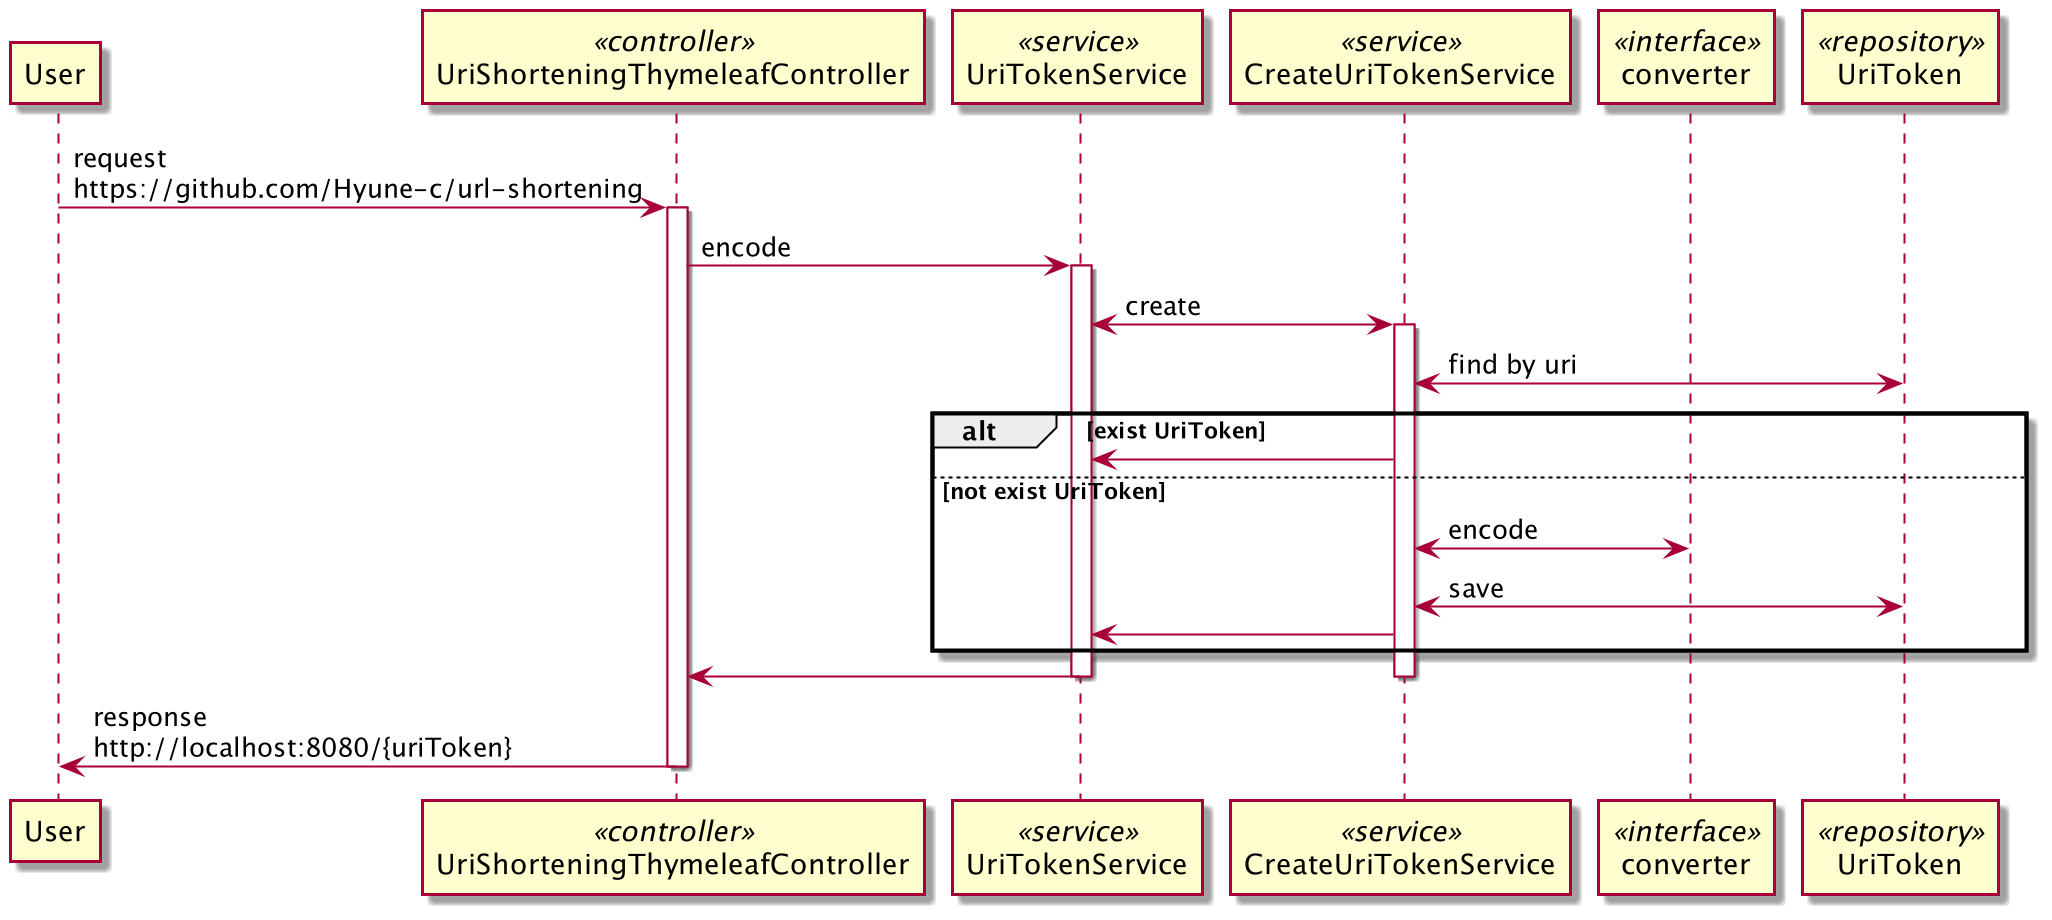 User
«controller»
UriShorteningThymeleafController
«service»
UriTokenService
«service»
CreateUriTokenService
«interface»
converter
«repository»
UriToken
request
https://github.com/Hyune-c/url-shortening
encode
create
find by uri
alt
[exist UriToken]
[not exist UriToken]
encode
save
response
http://localhost:8080/{uriToken}
User
«controller»
UriShorteningThymeleafController
«service»
UriTokenService
«service»
CreateUriTokenService
«interface»
converter
«repository»
UriToken